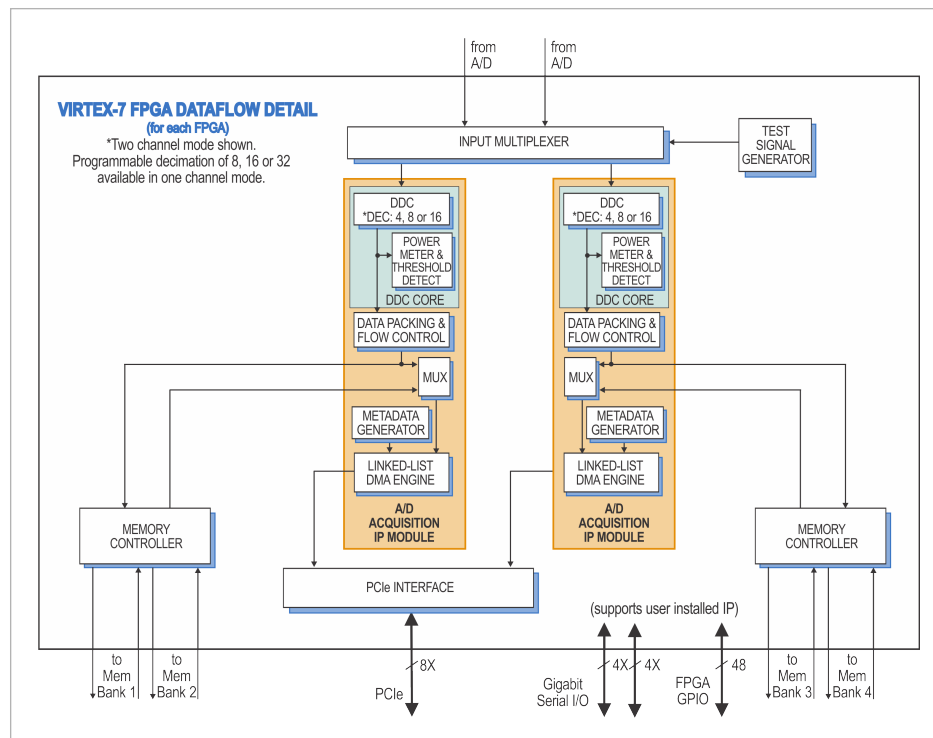 from
A/D
from
A/D
VIRTEX-7 FPGA DATAFLOW DETAIL
(for each FPGA)
*Two channel mode shown.
Programmable decimation of 8, 16 or 32
available in one channel mode.
INPUT MULTIPLEXER
TEST
SIGNAL
GENERATOR
DDC
*DEC: 4, 8 or 16
POWER
METER &
THRESHOLD
DETECT
DDC CORE
DATA PACKING &
FLOW CONTROL
MUX
METADATA
GENERATOR
LINKED-LIST
DMA ENGINE
A/D
ACQUISITION
IP MODULE
DDC
*DEC: 4, 8 or 16
POWER
METER &
THRESHOLD
DETECT
DDC CORE
DATA PACKING &
FLOW CONTROL
MUX
METADATA
GENERATOR
LINKED-LIST
DMA ENGINE
A/D
ACQUISITION
IP MODULE
MEMORY
CONTROLLER
MEMORY
CONTROLLER
PCIe INTERFACE
(supports user installed IP)
to
Mem
Bank 1
to
Mem
Bank 2
8X
PCIe
4X
4X
Gigabit
Serial I/O
48
FPGA
GPIO
to
Mem
Bank 3
to
Mem
Bank 4